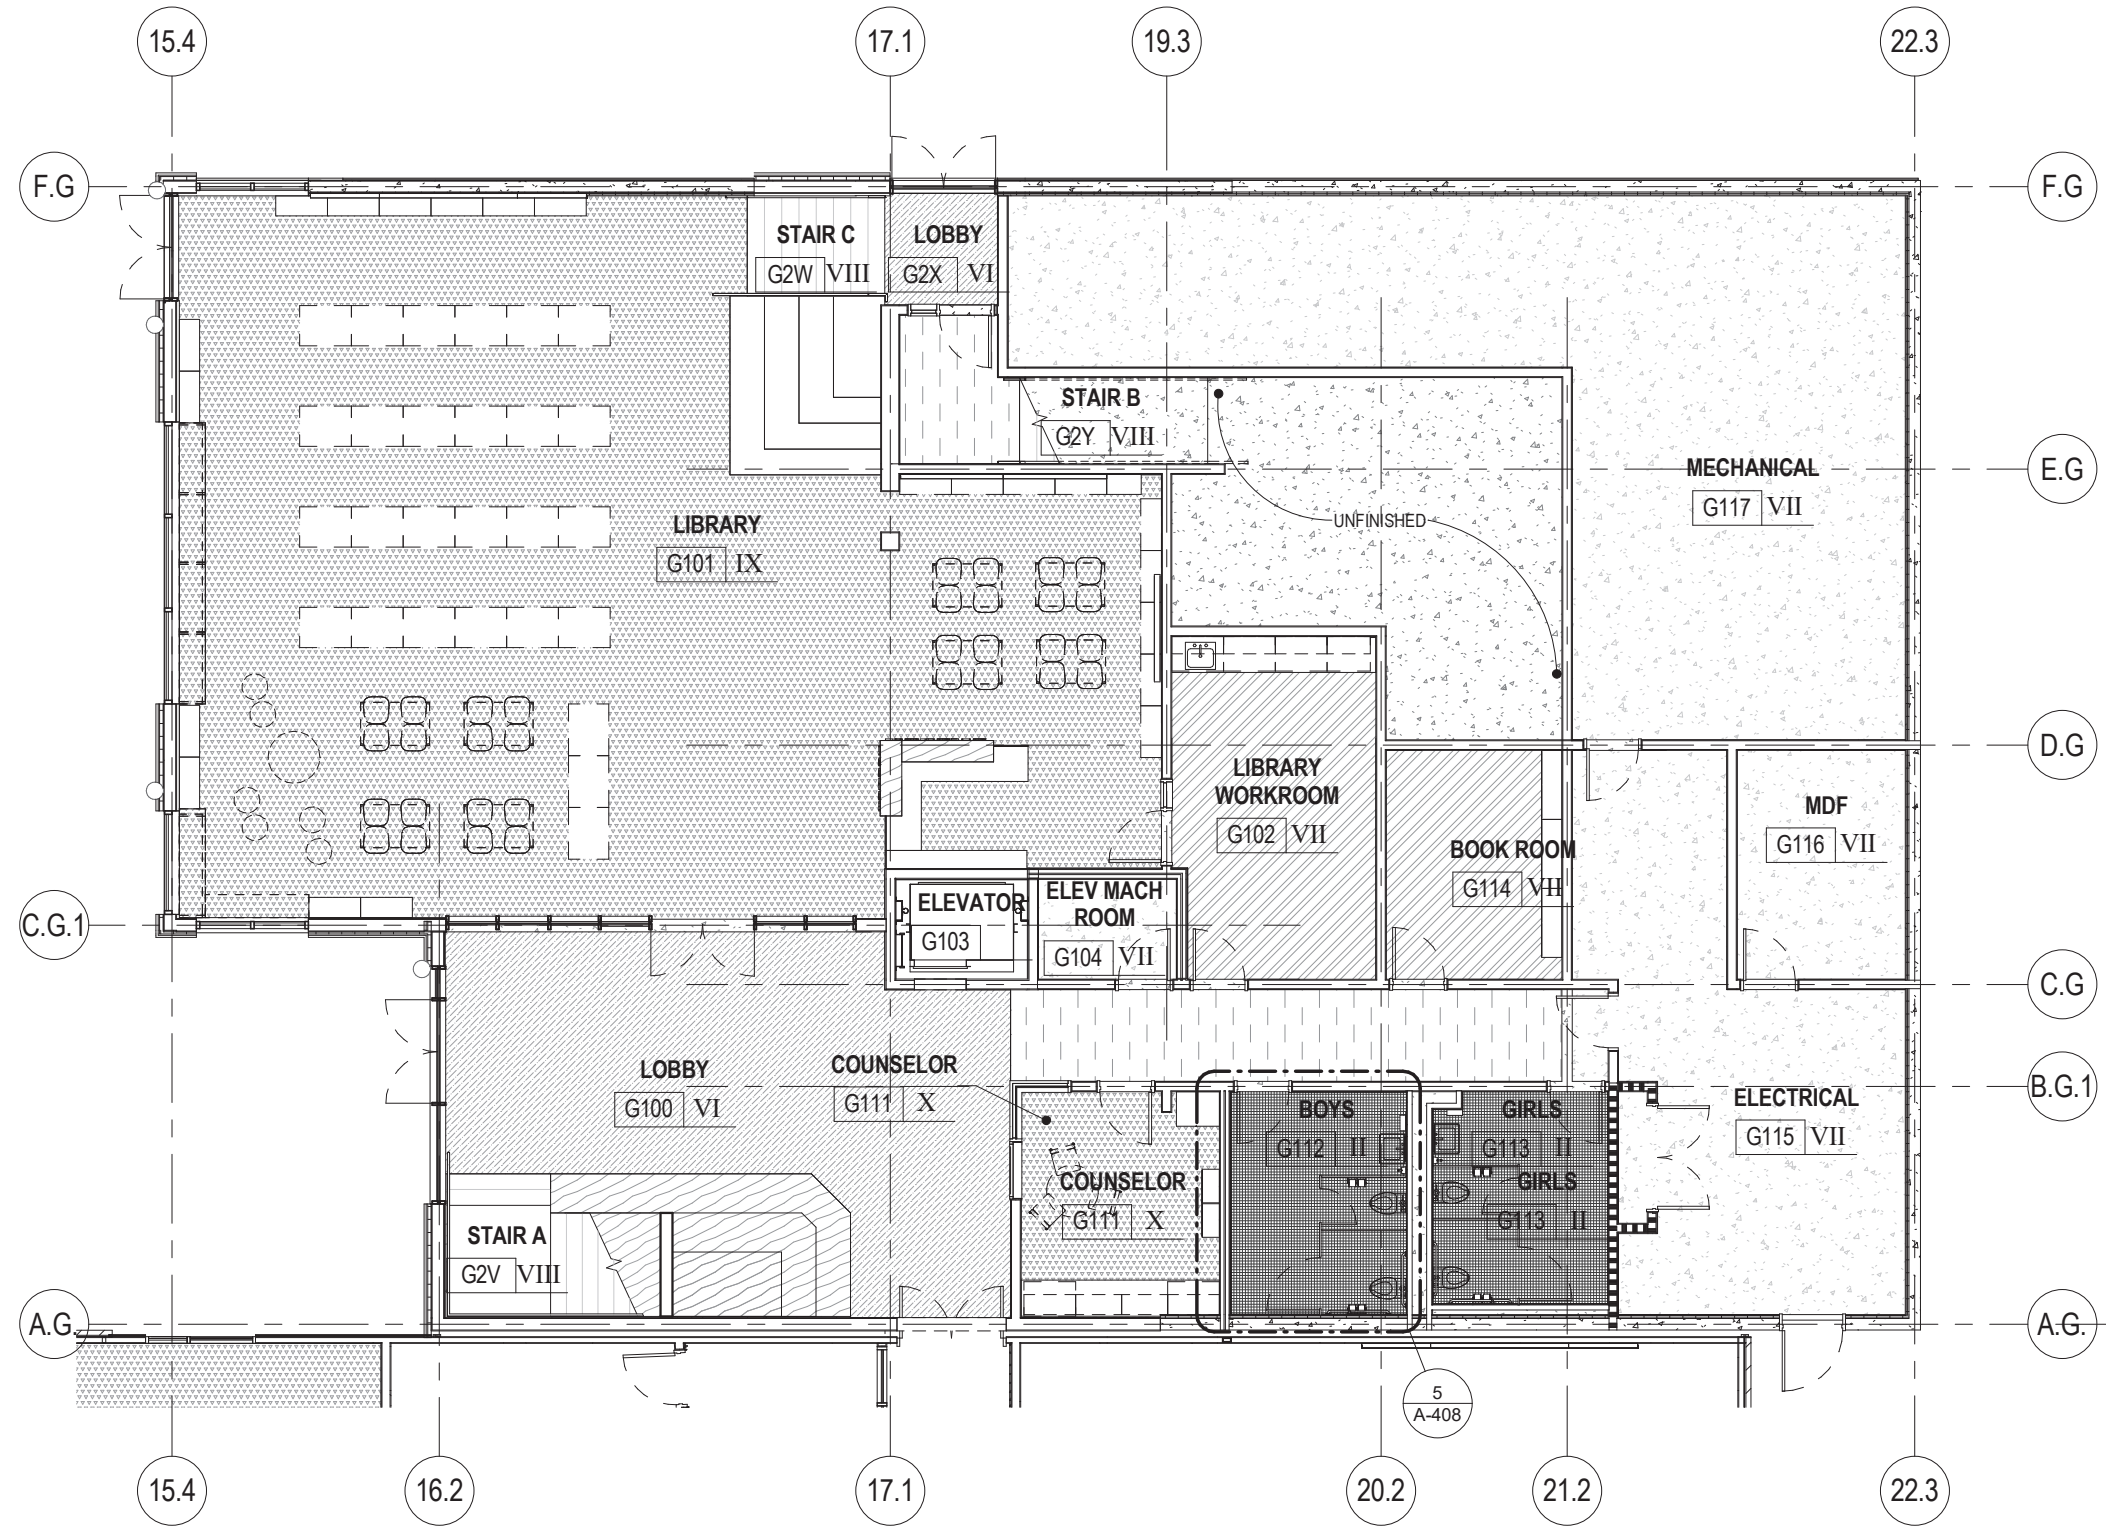 15.4
17.1
19.3
22.3
F.G
F.G
STAIR C
G2W VIII
LOBBY
G2X VI
STAIR B
G2Y VIII
E.G
MECHANICAL
G117 VII
UNFINISHED
LIBRARY
G101 IX
D.G
LIBRARY
WORKROOM
G102 VII
MDF
G116 VII
BOOK ROOM
G114 VII
C.G.1
ELEVATOR
G103
ELEV MACH
ROOM
G104 VII
C.G
LOBBY
G100 VI
COUNSELOR
G111 X
B.G.1
ELECTRICAL
G115 VII
BOYS
G112 II
GIRLS
G113 II
COUNSELOR
G111 X
GIRLS
G113 II
STAIR A
G2V VIII
A.G.
A.G.
5
A-408
15.4
16.2
17.1
20.2
21.2
22.3